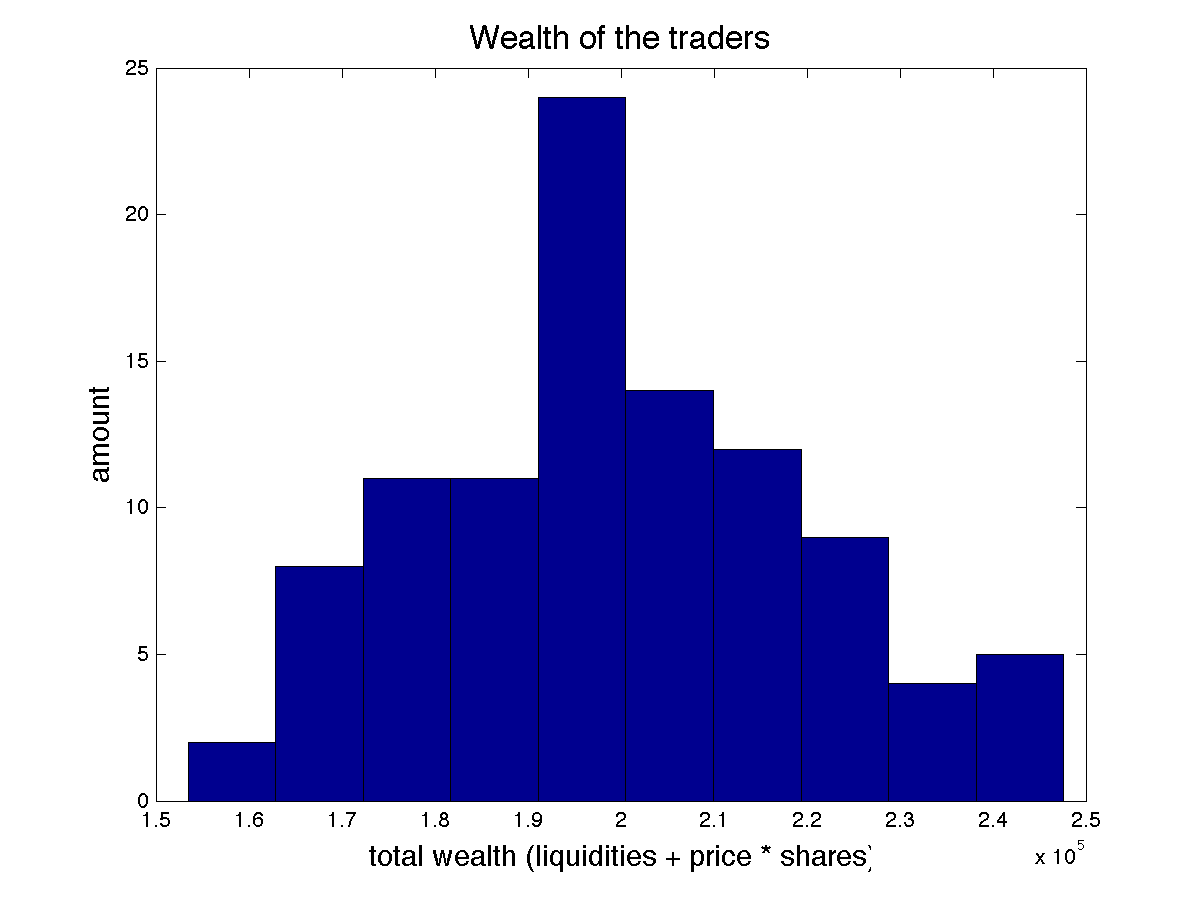 Wealth of the traders
25
20
15
10
5
0
amount
1.5 1.6 1.7 1.8 1.9 2 2.1 2.2 2.3 2.4 2.5
total wealth (liquidities + price * shares)
x 10^5